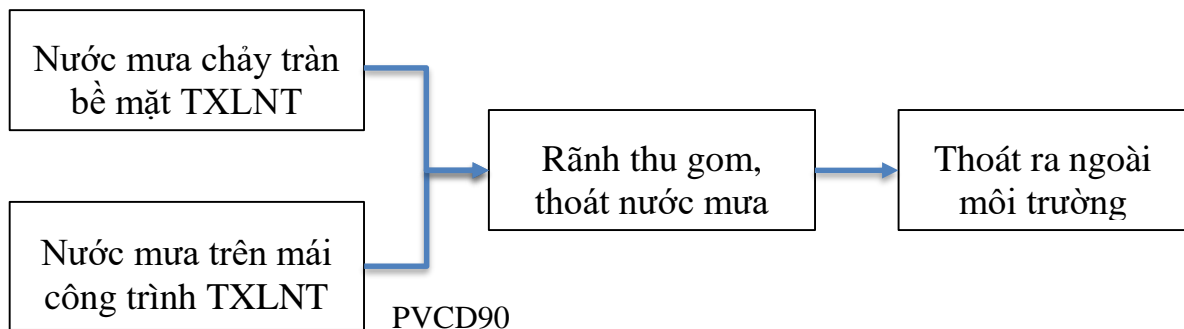 Nước mưa chảy tràn
bề mặt TXLNT
Nước mưa trên mái
công trình TXLNT
PVCD90
Rãnh thu gom,
thoát nước mưa
Thoát ra ngoài
môi trường